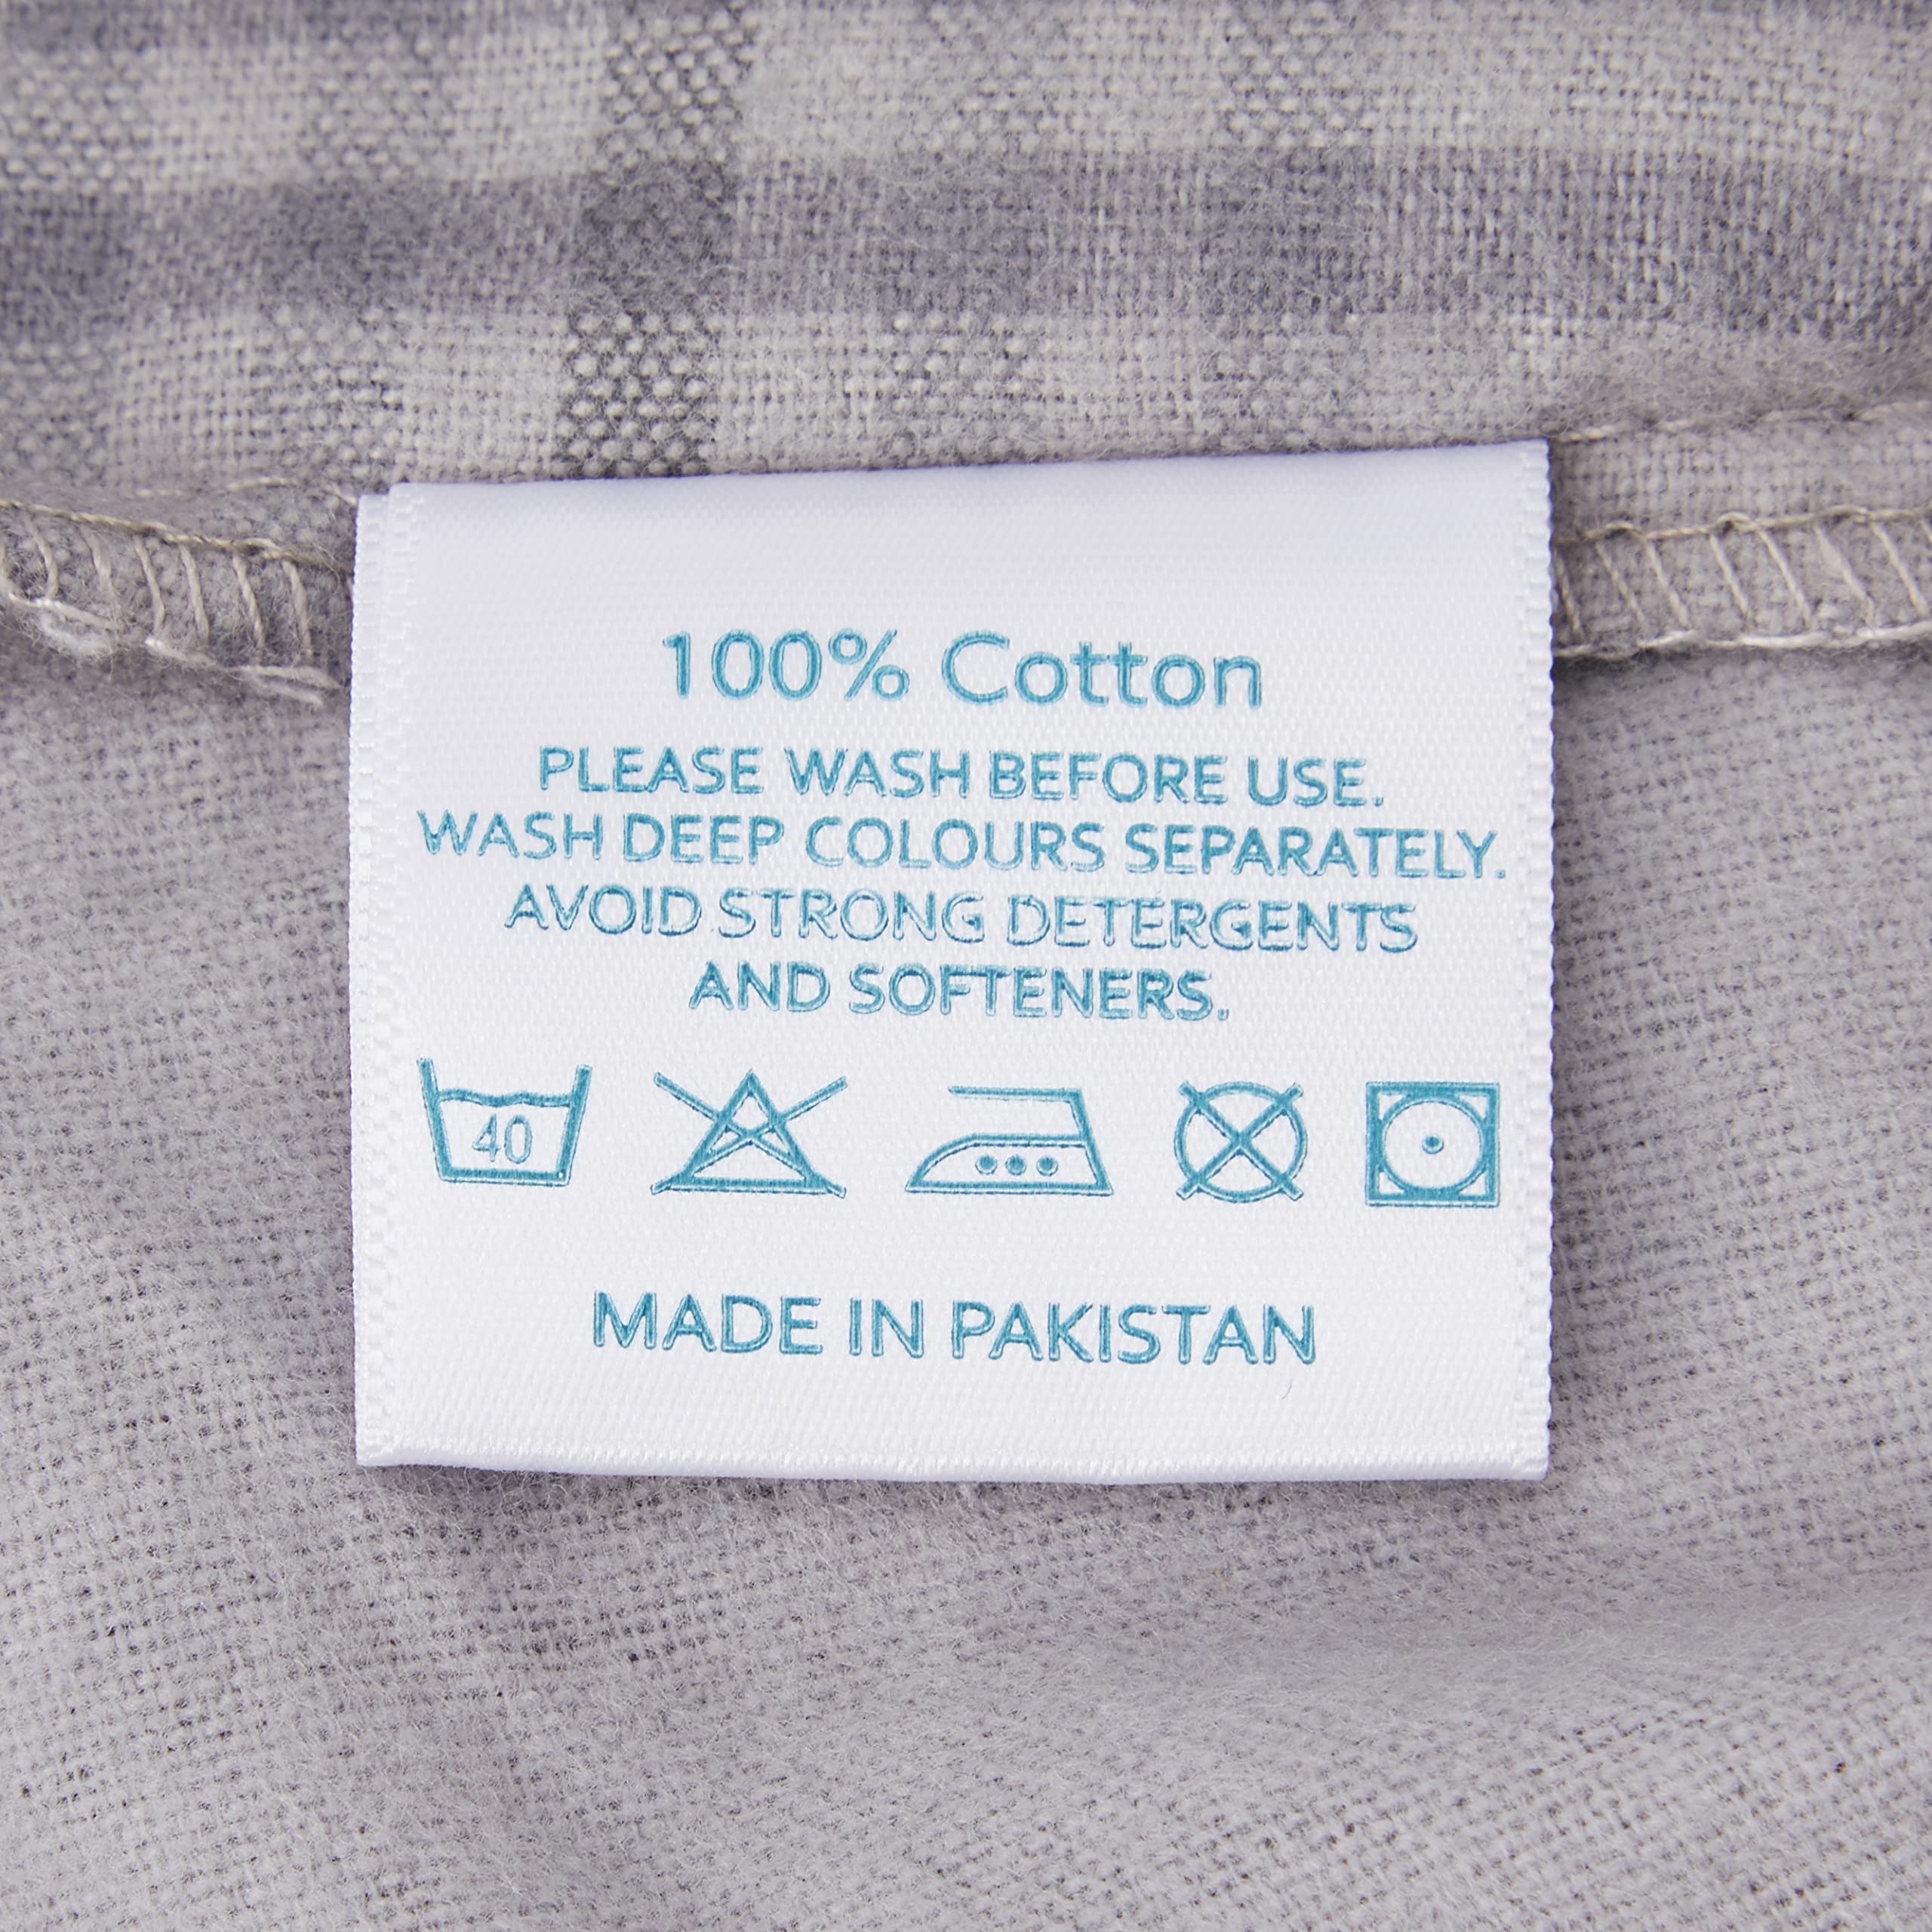 100% Cotton
PLEASE WASH BEFORE USE.
WASH DEEP COLOURS SEPARATELY.
AVOID STRONG DETERGENTS
AND SOFTENERS.
40
MADE IN PAKISTAN